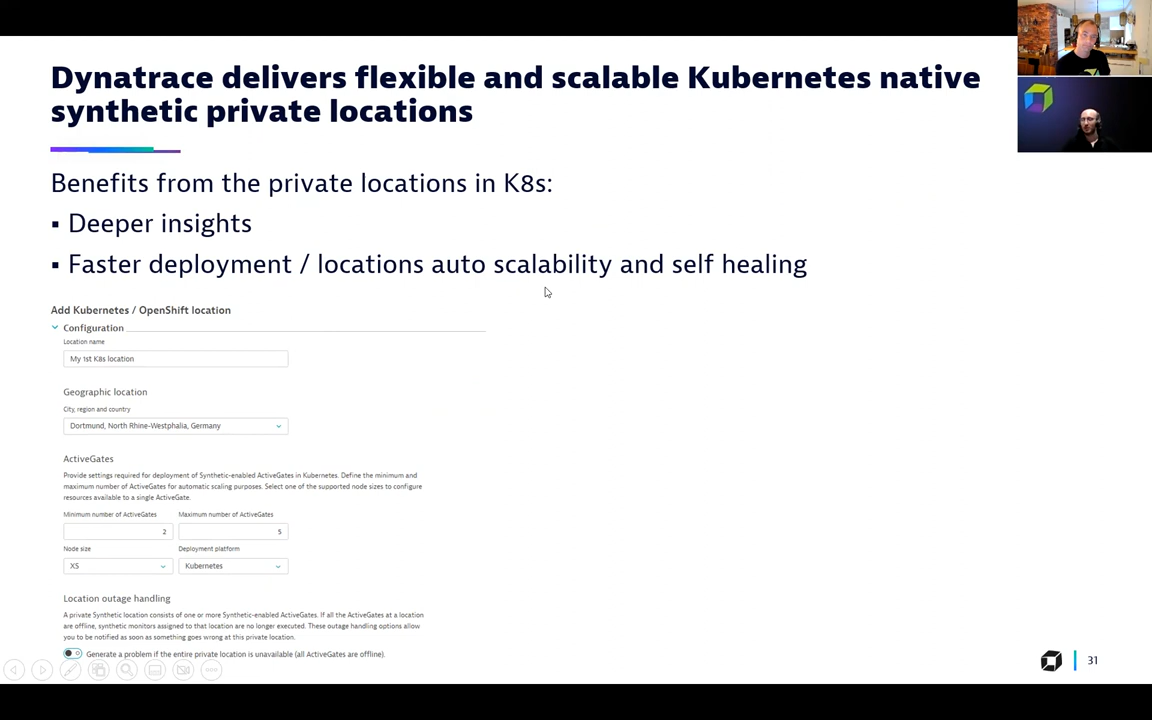 Dynatrace delivers flexible and scalable Kubernetes native
synthetic private locations
Benefits from the private locations in K8s:
▪ Deeper insights
▪ Faster deployment / locations auto scalability and self healing
Add Kubernetes / OpenShift location
Configuration
Location name
My 1st K8s location
Geographic location
City, region and country
Dortmund, North Rhine-Westphalia, Germany
ActiveGates
Provide settings required for deployment of Synthetic-enabled ActiveGates in Kubernetes. Define the minimum and
maximum number of ActiveGates for automatic scaling purposes. Select one of the supported node sizes to configure
resources available to a single ActiveGate.
Minimum number of ActiveGates Maximum number of ActiveGates
2 5
Node size Deployment platform
XS Kubernetes
Location outage handling
A private Synthetic location consists of one or more Synthetic-enabled ActiveGates. If all the ActiveGates at a location
are offline, synthetic monitors assigned to that location are no longer executed. These outage handling options allow
you to be notified as soon as something goes wrong at this private location.
Generate a problem if the entire private location is unavailable (all ActiveGates are offline).
31